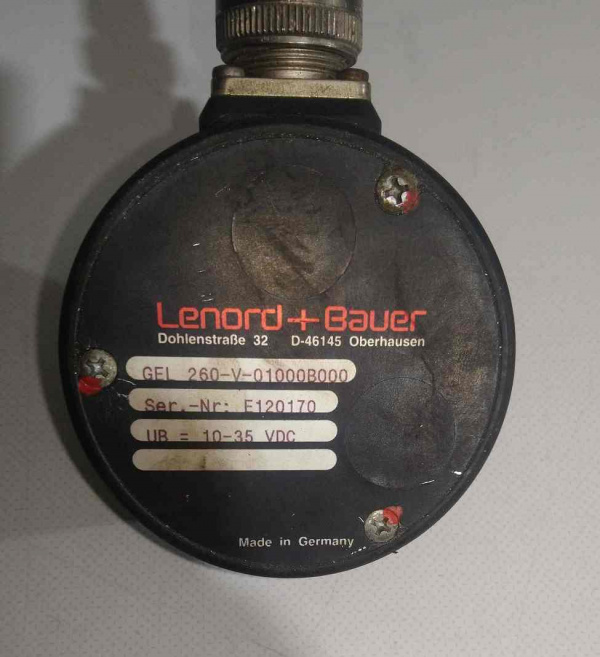 Lenord+Bauer
Dohlenstraße 32 D-46145 Oberhausen
GEL 260-V-01000B000
Ser.-Nr: E120170
UB = 10-35 VDC
Made in Germany